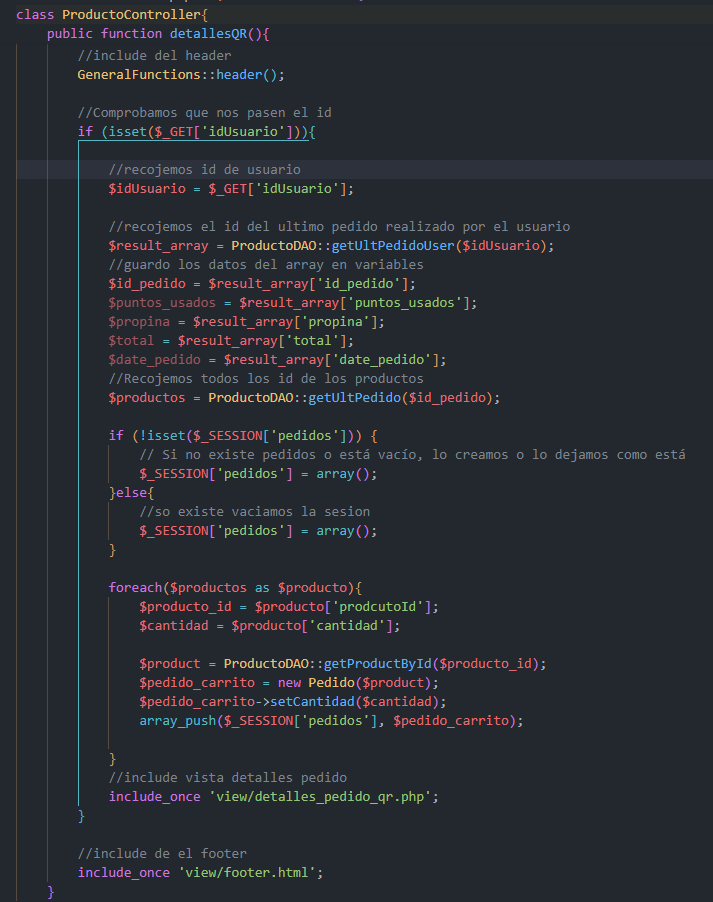 class ProductoController{
public function detallesQR(){
//include del header
GeneralFunctions::header();
//Comprobamos que nos pasen el id
if (isset($_GET['idUsuario'])){
//recojemos id de usuario
$idUsuario = $_GET['idUsuario'];
//recojemos el id del ultimo pedido realizado por el usuario
$result_array = ProductoDAO::getUltPedidoUser($idUsuario);
//guardo los datos del array en variables
$id_pedido = $result_array['id_pedido'];
$puntos_usados = $result_array['puntos_usados'];
$propina = $result_array['propina'];
$total = $result_array['total'];
$date_pedido = $result_array['date_pedido'];
//Recojemos todos los id de los productos
$productos = ProductoDAO::getUltPedido($id_pedido);
if (!isset($_SESSION['pedidos'])) {
// Si no existe pedidos o está vacío, lo creamos o lo dejamos como está
$_SESSION['pedidos'] = array();
}else{
//so existe vaciamos la sesion
$_SESSION['pedidos'] = array();
}
foreach($productos as $producto){
$producto_id = $producto['prodcutoId'];
$cantidad = $producto['cantidad'];
$product = ProductoDAO::getProductById($producto_id);
$pedido_carrito = new Pedido($product);
$pedido_carrito->setCantidad($cantidad);
array_push($_SESSION['pedidos'], $pedido_carrito);
}
//include vista detalles pedido
include_once 'view/detalles_pedido_qr.php';
}
//include de el footer
include_once 'view/footer.html';
}